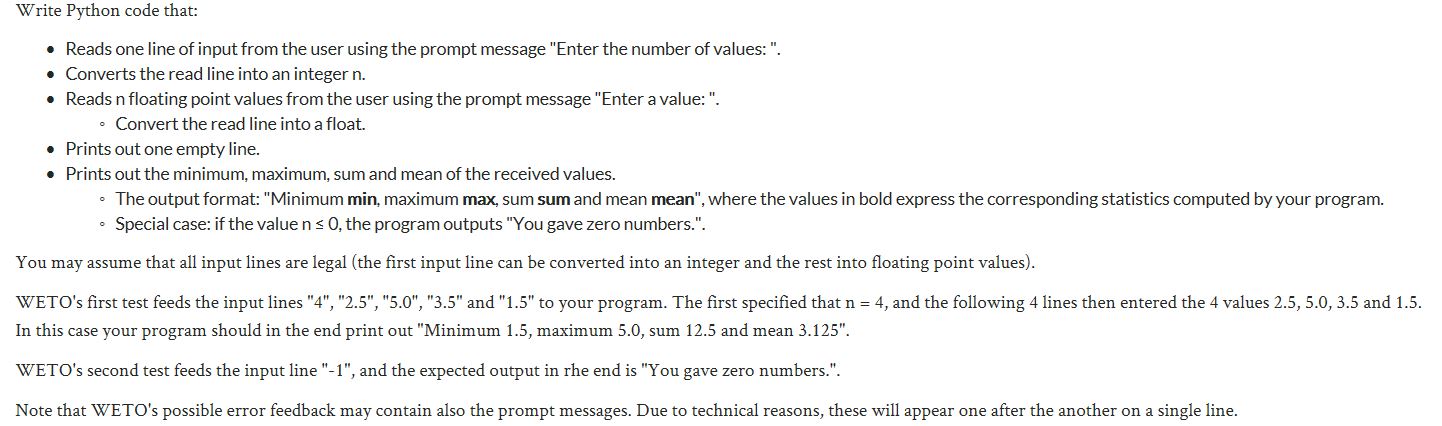 Write Python code that:
• Reads one line of input from the user using the prompt message "Enter the number of values: ".
• Converts the read line into an integer n.
• Reads n floating point values from the user using the prompt message "Enter a value: ".
◦ Convert the read line into a float.
• Prints out one empty line.
• Prints out the minimum, maximum, sum and mean of the received values.
◦ The output format: "Minimum min, maximum max, sum sum and mean mean", where the values in bold express the corresponding statistics computed by your program.
◦ Special case: if the value n ≤ 0, the program outputs "You gave zero numbers.".
You may assume that all input lines are legal (the first input line can be converted into an integer and the rest into floating point values).
WETO's first test feeds the input lines "4", "2.5", "5.0", "3.5" and "1.5" to your program. The first specified that n = 4, and the following 4 lines then entered the 4 values 2.5, 5.0, 3.5 and 1.5.
In this case your program should in the end print out "Minimum 1.5, maximum 5.0, sum 12.5 and mean 3.125".
WETO's second test feeds the input line "-1", and the expected output in rhe end is "You gave zero numbers.".
Note that WETO's possible error feedback may contain also the prompt messages. Due to technical reasons, these will appear one after the another on a single line.